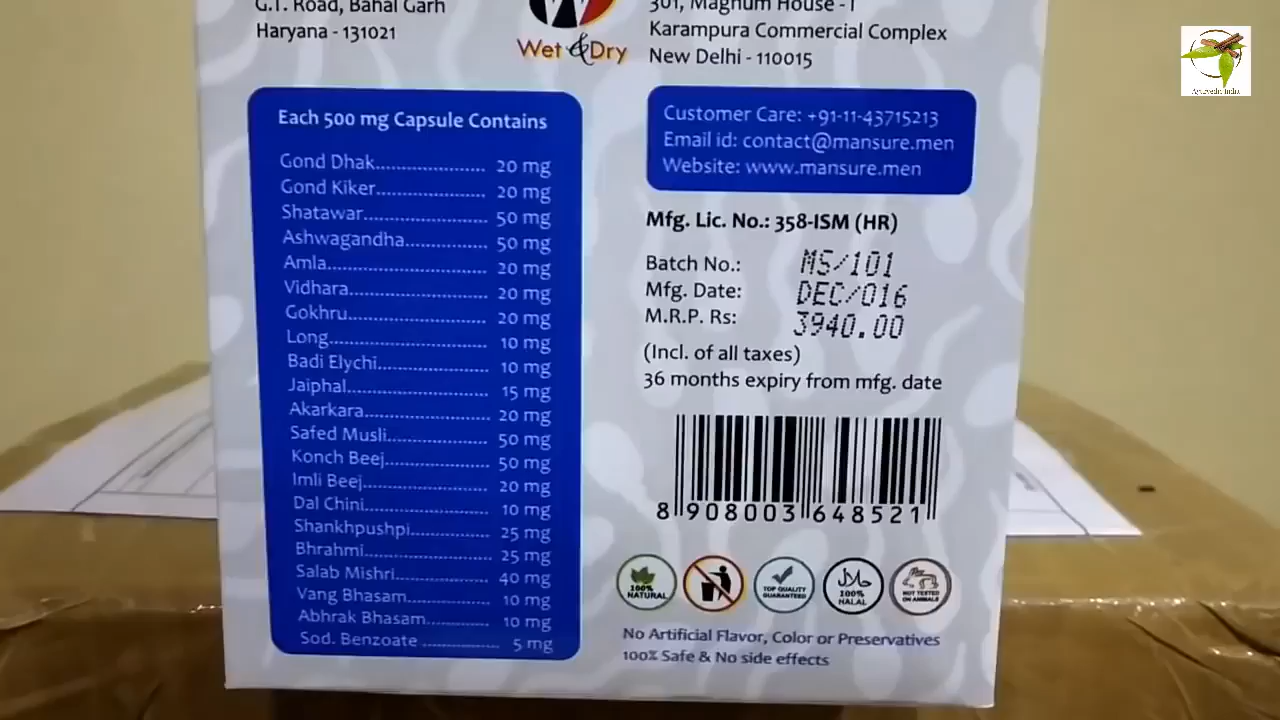 G.T. Road, Bahal Garh
Haryana - 131021
W
Wet & Dry
301, Magnum House - I
Karampura Commercial Complex
New Delhi - 110015
Ayurveda India
Each 500 mg Capsule Contains
Gond Dhak 20 mg
Gond Kiker 20 mg
Shatawar 50 mg
Ashwagandha 50 mg
Amla 20 mg
Vidhara 20 mg
Gokhru 20 mg
Long 10 mg
Badi Elychi 10 mg
Jaiphal 15 mg
Akarkara 20 mg
Safed Musli 50 mg
Konch Beej 50 mg
Imli Beej 20 mg
Dal Chini 10 mg
Shankhpushpi 25 mg
Bhrahmi 25 mg
Salab Mishri 40 mg
Vang Bhasam 10 mg
Abhrak Bhasam 10 mg
Sod. Benzoate 5 mg
Customer Care: +91-11-43715213
Email id: contact@mansure.men
Website: www.mansure.men
Mfg. Lic. No.: 358-ISM (HR)
Batch No.: MS/101
Mfg. Date: DEC/016
M.R.P. Rs: 3940.00
(Incl. of all taxes)
36 months expiry from mfg. date
8 908003 648521
100% NATURAL
TOP QUALITY GUARANTEED
حلال
100% HALAL
NOT TESTED ON ANIMALS
No Artificial Flavor, Color or Preservatives
100% Safe & No side effects